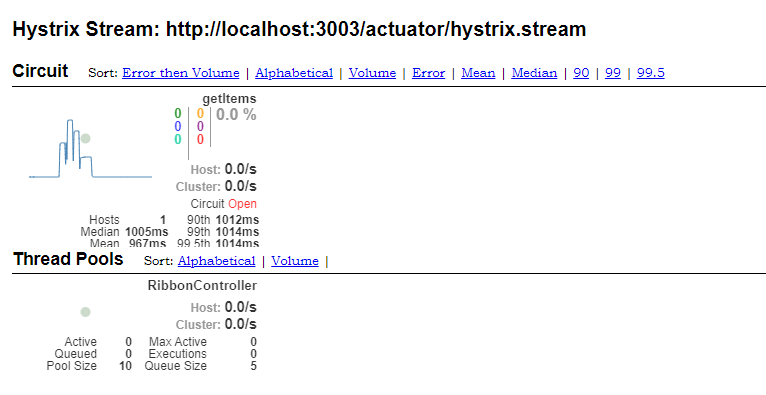 Hystrix Stream: http://localhost:3003/actuator/hystrix.stream
Circuit Sort: Error then Volume | Alphabetical | Volume | Error | Mean | Median | 90 | 99 | 99.5
getItems
0 0 0.0 %
0 0
0 0
Host: 0.0/s
Cluster: 0.0/s
Circuit Open
Hosts 1 90th 1012ms
Median 1005ms 99th 1014ms
Mean 967ms 99.5th 1014ms
Thread Pools Sort: Alphabetical | Volume |
RibbonController
Host: 0.0/s
Cluster: 0.0/s
Active 0 Max Active 0
Queued 0 Executions 0
Pool Size 10 Queue Size 5